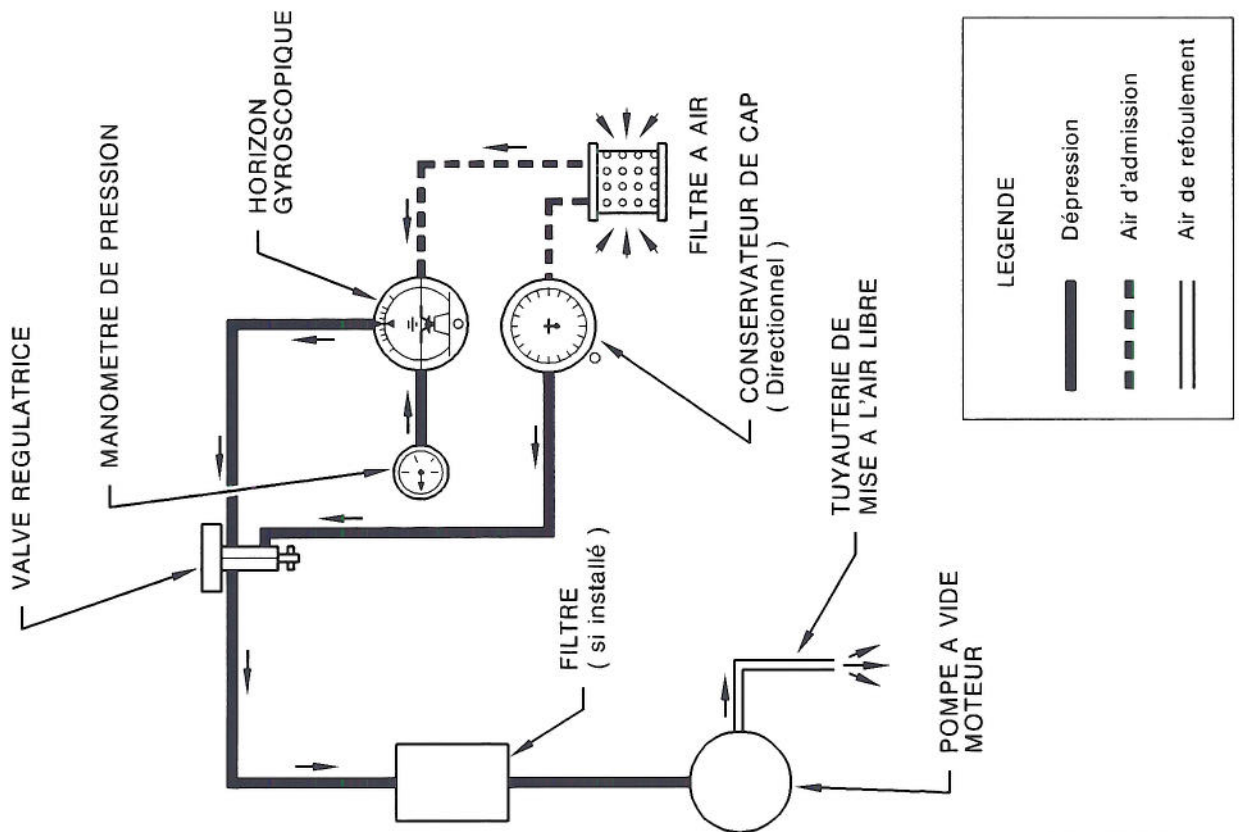 VALVE REGULATRICE
MANOMETRE DE PRESSION
HORIZON
GYROSCOPIQUE
FILTRE A AIR
CONSERVATEUR DE CAP
( Directionnel )
FILTRE
( si installé )
TUYAUTERIE DE
MISE A L'AIR LIBRE
POMPE A VIDE
MOTEUR
LEGENDE
Dépression
Air d'admission
Air de refoulement